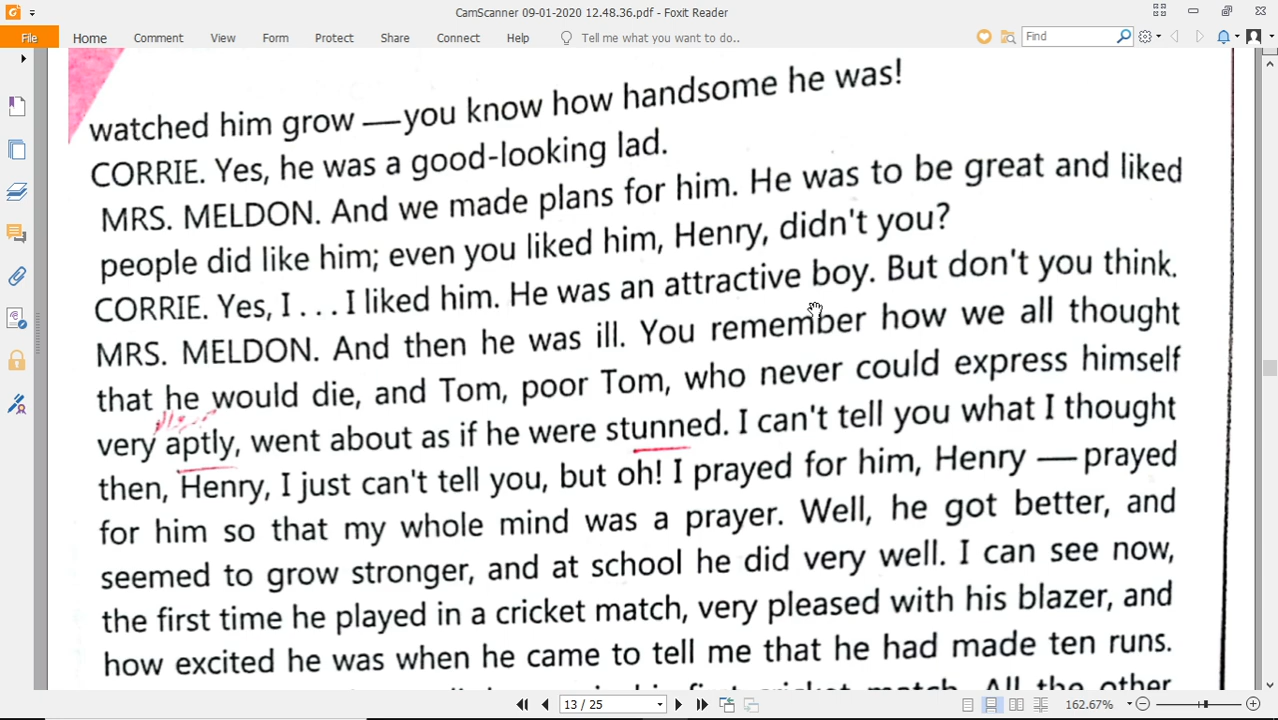 CamScanner 09-01-2020 12.48.36.pdf - Foxit Reader
File Home Comment View Form Protect Share Connect Help Tell me what you want to do.. Find
watched him grow —you know how handsome he was!
CORRIE. Yes, he was a good-looking lad.
MRS. MELDON. And we made plans for him. He was to be great and liked
people did like him; even you liked him, Henry, didn't you?
CORRIE. Yes, I . . . I liked him. He was an attractive boy. But don't you think.
MRS. MELDON. And then he was ill. You remember how we all thought
that he would die, and Tom, poor Tom, who never could express himself
very aptly, went about as if he were stunned. I can't tell you what I thought
then, Henry, I just can't tell you, but oh! I prayed for him, Henry — prayed
for him so that my whole mind was a prayer. Well, he got better, and
seemed to grow stronger, and at school he did very well. I can see now,
the first time he played in a cricket match, very pleased with his blazer, and
how excited he was when he came to tell me that he had made ten runs.
first cricket match. All the other
13 / 25 162.67%